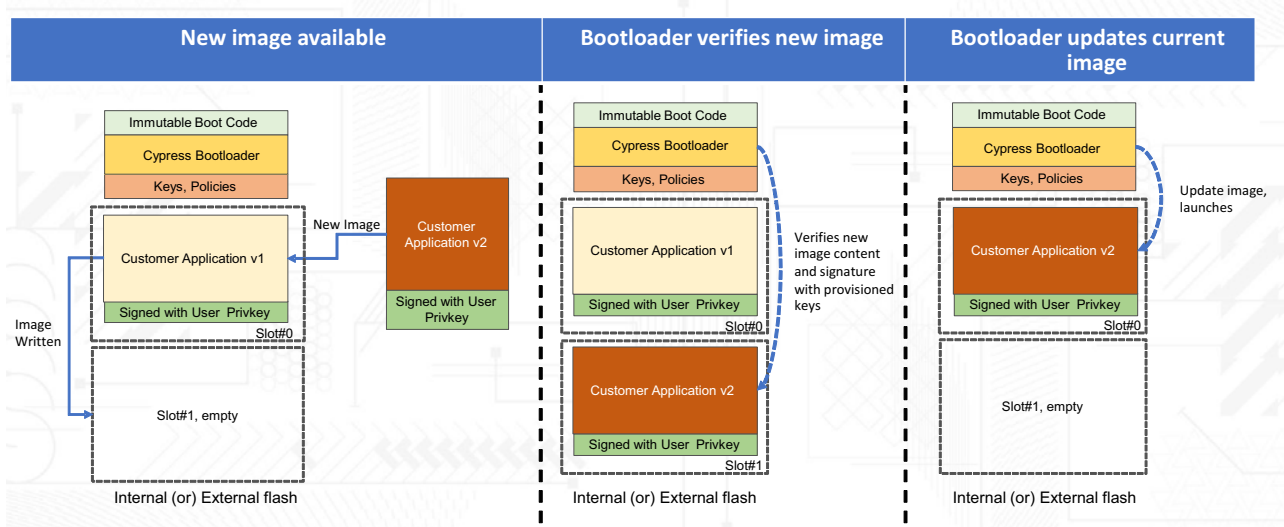 New image available
Bootloader verifies new image
Bootloader updates current
image
Immutable Boot Code
Cypress Bootloader
Keys, Policies
Customer Application v1
Signed with User Privkey
Slot#0
New Image
Customer
Application v2
Signed with User
Privkey
Image
Written
Slot#1, empty
Internal (or) External flash
Immutable Boot Code
Cypress Bootloader
Keys, Policies
Customer Application v1
Signed with User Privkey
Slot#0
Verifies new
image content
and signature
with provisioned
keys
Customer Application v2
Signed with User Privkey
Slot#1
Internal (or) External flash
Immutable Boot Code
Cypress Bootloader
Keys, Policies
Update image,
launches
Customer Application v2
Signed with User Privkey
Slot#0
Slot#1, empty
Internal (or) External flash